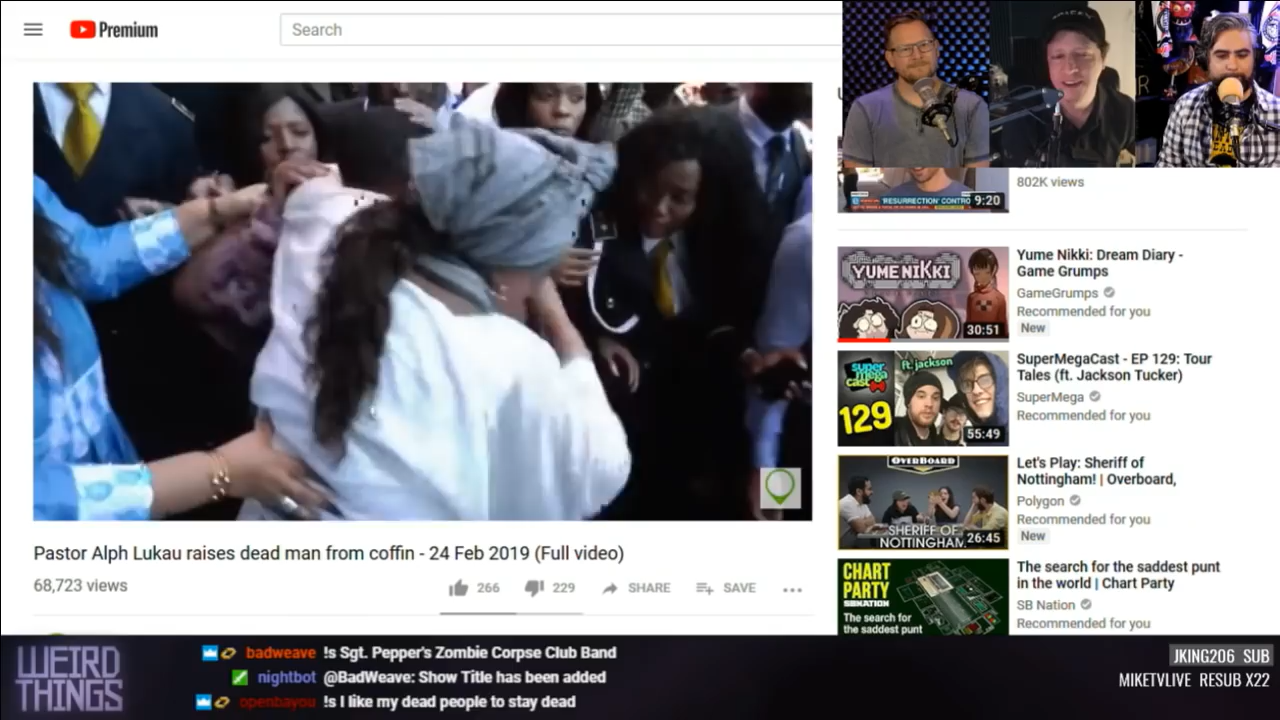 Premium
Search
802K views
'RESURRECTION' CONTRO
9:20
YUME NIKKI
30:51
Yume Nikki: Dream Diary -
Game Grumps
GameGrumps
Recommended for you
New
super
mega
cast
ft. jackson
129
55:49
SuperMegaCast - EP 129: Tour
Tales (ft. Jackson Tucker)
SuperMega
Recommended for you
OVERBOARD
SHERIFF OF
NOTTINGHAM
26:45
Let's Play: Sheriff of
Nottingham! | Overboard,
Polygon
Recommended for you
New
CHART
PARTY
SBNATION
The search for
the saddest punt
The search for the saddest punt
in the world | Chart Party
SB Nation
Recommended for you
Pastor Alph Lukau raises dead man from coffin - 24 Feb 2019 (Full video)
68,723 views
266
229
SHARE
SAVE
WEIRD
THINGS
badweave !s Sgt. Pepper's Zombie Corpse Club Band
nightbot @BadWeave: Show Title has been added
openbayou !s I like my dead people to stay dead
JKING206 SUB
MIKETVLIVE RESUB X22